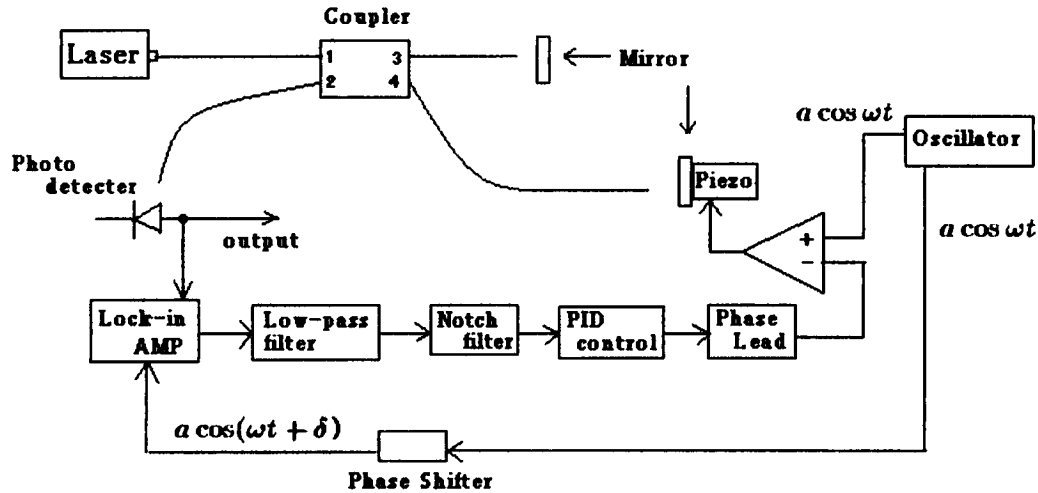 Coupler
Laser
1
3
2
4
Mirror
a cos ωt
Oscillator
Photo
detecter
Piezo
output
+
−
a cos ωt
Lock-in
AMP
Low-pass
filter
Notch
filter
PID
control
Phase
Lead
a cos(ωt + δ)
Phase Shifter